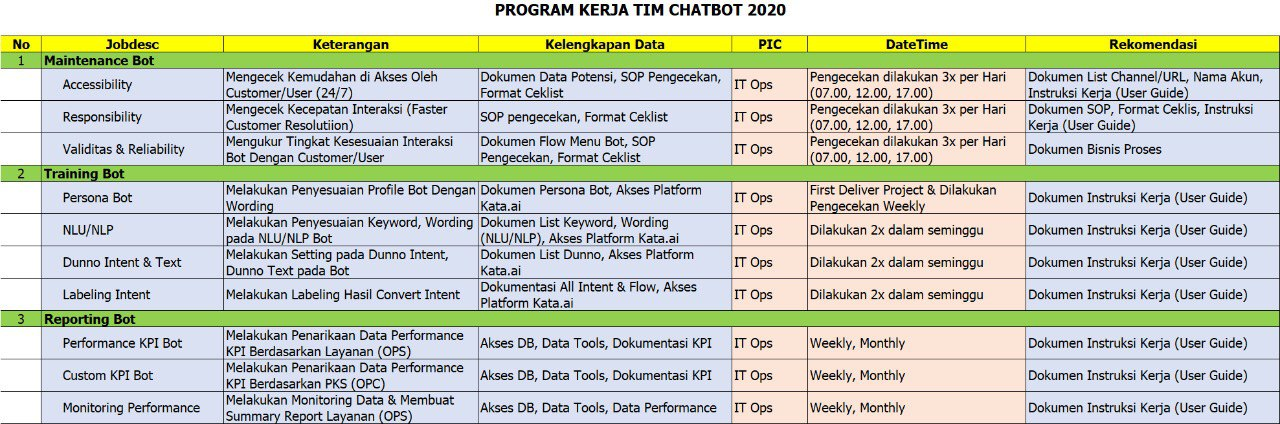 PROGRAM KERJA TIM CHATBOT 2020
No Jobdesc Keterangan Kelengkapan Data PIC DateTime Rekomendasi
1 Maintenance Bot
Accessibility Mengecek Kemudahan di Akses Oleh Customer/User (24/7) Dokumen Data Potensi, SOP Pengecekan, Format Ceklist IT Ops Pengecekan dilakukan 3x per Hari (07.00, 12.00, 17.00) Dokumen List Channel/URL, Nama Akun, Instruksi Kerja (User Guide)
Responsibility Mengecek Kecepatan Interaksi (Faster Customer Resolutiion) SOP pengecekan, Format Ceklist IT Ops Pengecekan dilakukan 3x per Hari (07.00, 12.00, 17.00) Dokumen SOP, Format Ceklis, Instruksi Kerja (User Guide)
Validitas & Reliability Mengukur Tingkat Kesesuaian Interaksi Bot Dengan Customer/User Dokumen Flow Menu Bot, SOP Pengecekan, Format Ceklist IT Ops Pengecekan dilakukan 3x per Hari (07.00, 12.00, 17.00) Dokumen Bisnis Proses
2 Training Bot
Persona Bot Melakukan Penyesuaian Profile Bot Dengan Wording Dokumen Persona Bot, Akses Platform Kata.ai IT Ops First Deliver Project & Dilakukan Pengecekan Weekly Dokumen Instruksi Kerja (User Guide)
NLU/NLP Melakukan Penyesuaian Keyword, Wording pada NLU/NLP Bot Dokumen List Keyword, Wording (NLU/NLP), Akses Platform Kata.ai IT Ops Dilakukan 2x dalam seminggu Dokumen Instruksi Kerja (User Guide)
Dunno Intent & Text Melakukan Setting pada Dunno Intent, Dunno Text pada Bot Dokumen List Dunno, Akses Platform Kata.ai IT Ops Dilakukan 2x dalam seminggu Dokumen Instruksi Kerja (User Guide)
Labeling Intent Melakukan Labeling Hasil Convert Intent Dokumentasi All Intent & Flow, Akses Platform Kata.ai IT Ops Dilakukan 2x dalam seminggu Dokumen Instruksi Kerja (User Guide)
3 Reporting Bot
Performance KPI Bot Melakukan Penarikaan Data Performance KPI Berdasarkan Layanan (OPS) Akses DB, Data Tools, Dokumentasi KPI IT Ops Weekly, Monthly Dokumen Instruksi Kerja (User Guide)
Custom KPI Bot Melakukan Penarikaan Data Performance KPI Berdasarkan PKS (OPC) Akses DB, Data Tools, Dokumentasi KPI IT Ops Weekly, Monthly Dokumen Instruksi Kerja (User Guide)
Monitoring Performance Melakukan Monitoring Data & Membuat Summary Report Layanan (OPS) Akses DB, Data Tools, Data Performance IT Ops Weekly, Monthly Dokumen Instruksi Kerja (User Guide)